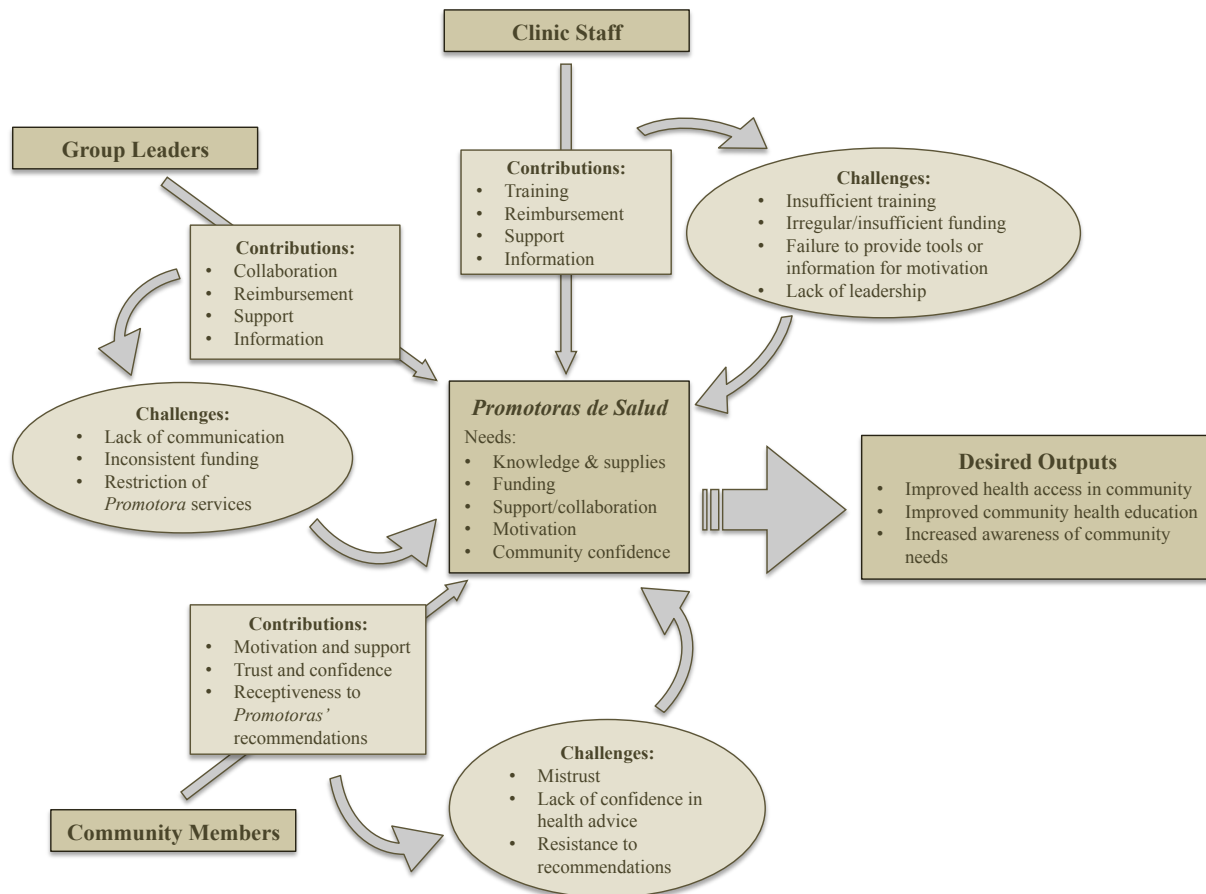 Clinic Staff
Group Leaders
Contributions:
• Training
• Reimbursement
• Support
• Information
Challenges:
• Insufficient training
• Irregular/insufficient funding
• Failure to provide tools or
information for motivation
• Lack of leadership
Contributions:
• Collaboration
• Reimbursement
• Support
• Information
Challenges:
• Lack of communication
• Inconsistent funding
• Restriction of
Promotora services
Promotoras de Salud
Needs:
• Knowledge & supplies
• Funding
• Support/collaboration
• Motivation
• Community confidence
Desired Outputs
• Improved health access in community
• Improved community health education
• Increased awareness of community
needs
Contributions:
• Motivation and support
• Trust and confidence
• Receptiveness to
Promotoras’
recommendations
Challenges:
• Mistrust
• Lack of confidence in
health advice
• Resistance to
recommendations
Community Members